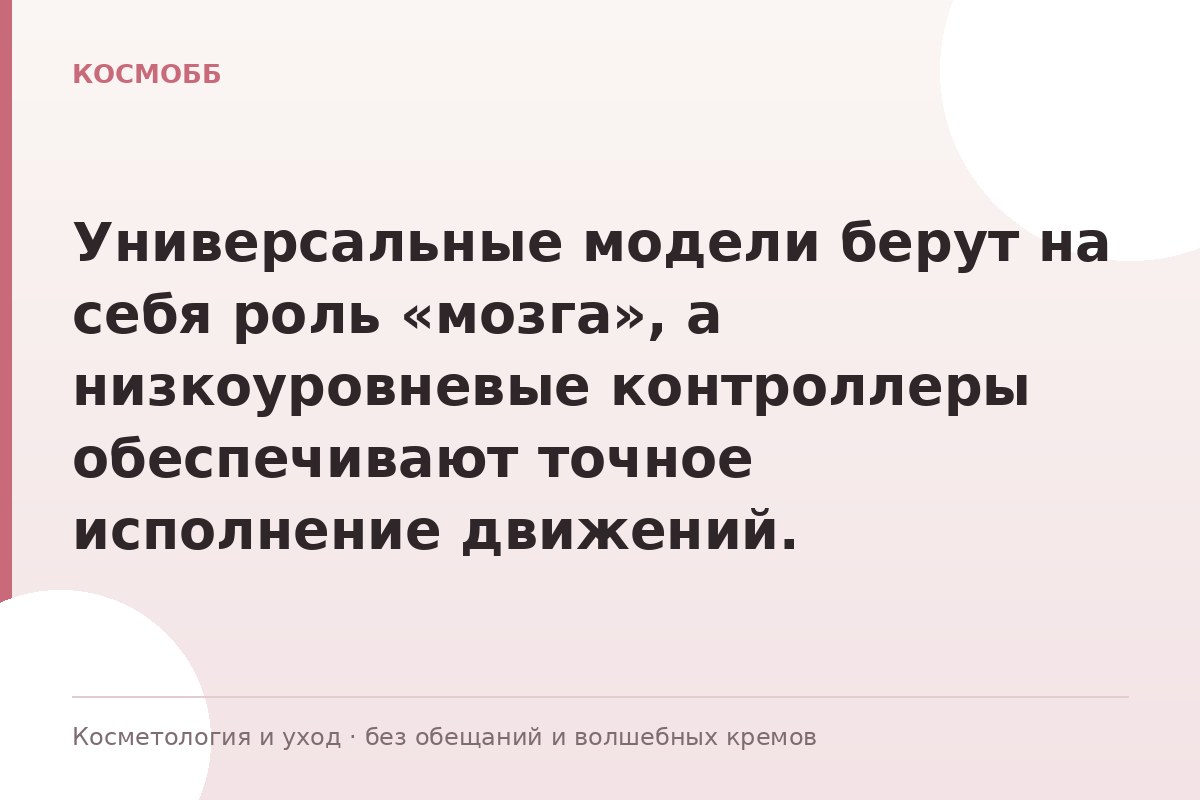 КОСМОББ
Универсальные модели берут на
себя роль «мозга», а
низкоуровневые контроллеры
обеспечивают точное
исполнение движений.
Косметология и уход · без обещаний и волшебных кремов